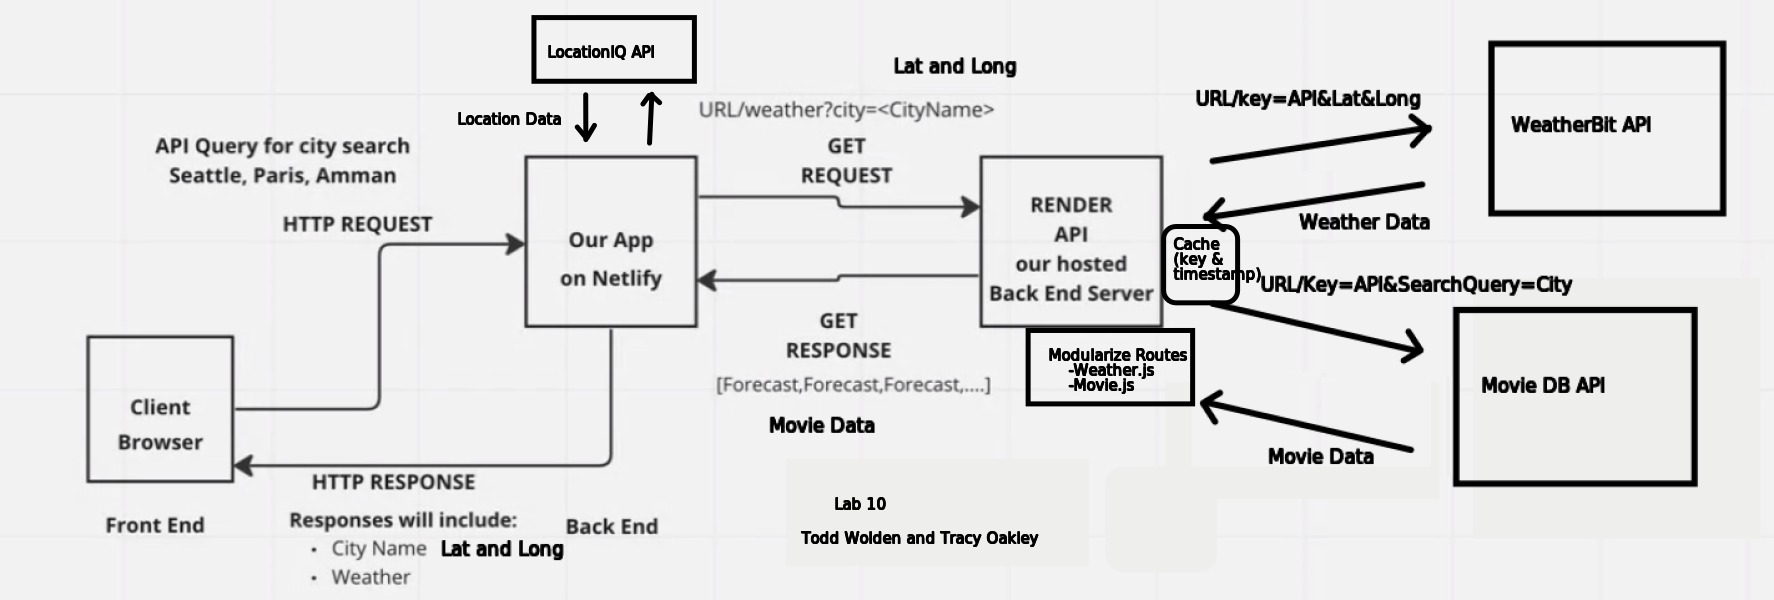 LocationIQ API
Lat and Long
URL/key=API&Lat&Long
WeatherBit API
Location Data
URL/weather?city=<CityName>
API Query for city search
Seattle, Paris, Amman
GET
REQUEST
HTTP REQUEST
Our App
on Netlify
RENDER
API
our hosted
Back End Server
Weather Data
Cache
(key &
timestamp)
URL/Key=API&SearchQuery=City
GET
RESPONSE
[Forecast,Forecast,Forecast,....]
Movie Data
Modularize Routes
-Weather.js
-Movie.js
Movie DB API
Movie Data
Client
Browser
HTTP RESPONSE
Front End
Responses will include:
• City Name Lat and Long
• Weather
Back End
Lab 10
Todd Wolden and Tracy Oakley